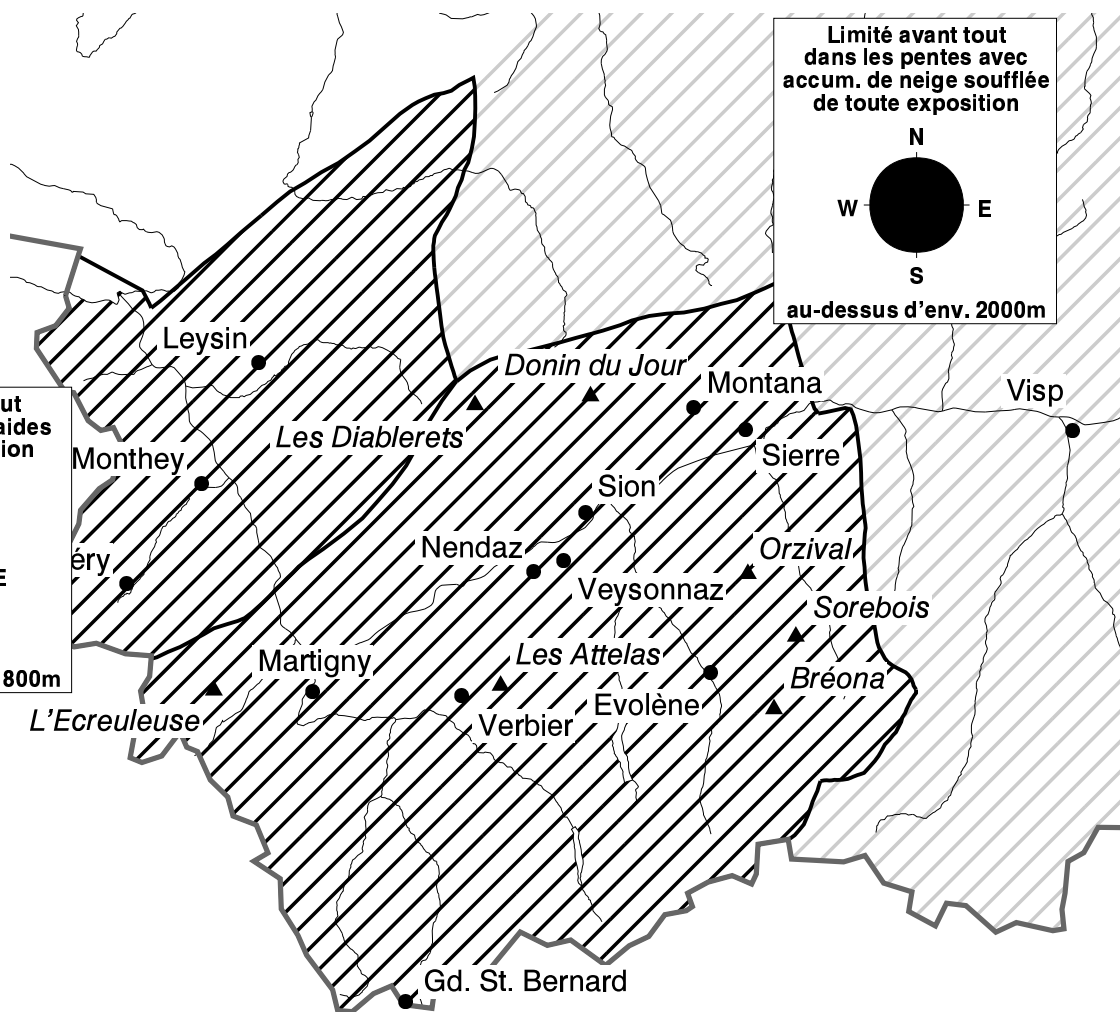 Limité avant tout
dans les pentes avec
accum. de neige soufflée
de toute exposition
N
W
E
S
au-dessus d'env. 2000m
Leysin
Donin du Jour
Montana
Visp
Les Diablerets
Sierre
ut
aides
ion
Monthey
Sion
Nendaz
Orzival
éry
E
Veysonnaz
Sorebois
Martigny
Les Attelas
Bréona
800m
L'Ecreuleuse
Verbier
Evolène
Gd. St. Bernard